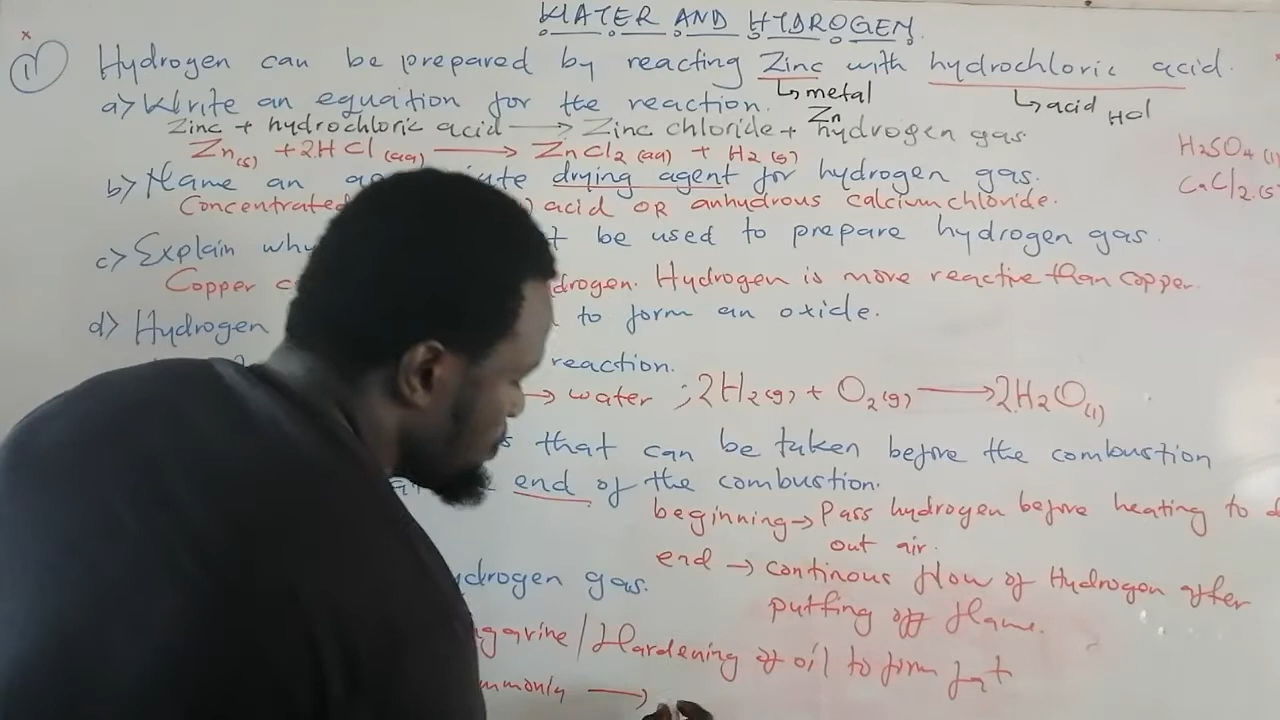 WATER AND HYDROGEN
1 Hydrogen can be prepared by reacting Zinc with hydrochloric acid.
↳ metal ↳ acid HCl
a) Write an equation for the reaction. Zn
Zinc + hydrochloric acid → Zinc chloride + hydrogen gas
Zn(s) + 2HCl(aq) → ZnCl2(aq) + H2(g)
H2SO4(l)
b) Name an drying agent for hydrogen gas.
CaCl2(s
Concentrated acid OR anhydrous calcium chloride.
c) Explain why be used to prepare hydrogen gas.
Copper drogen. Hydrogen is more reactive than copper.
d) Hydrogen to form an oxide.
reaction.
→ water ; 2H2(g) + O2(g) → 2H2O(l)
that can be taken before the combustion
end of the combustion.
beginning → Pass hydrogen before heating to d
out air.
end → continous flow of Hydrogen after
putting off flame.
ydrogen gas.
garine / Hardening of oil to form fat
mmonly →